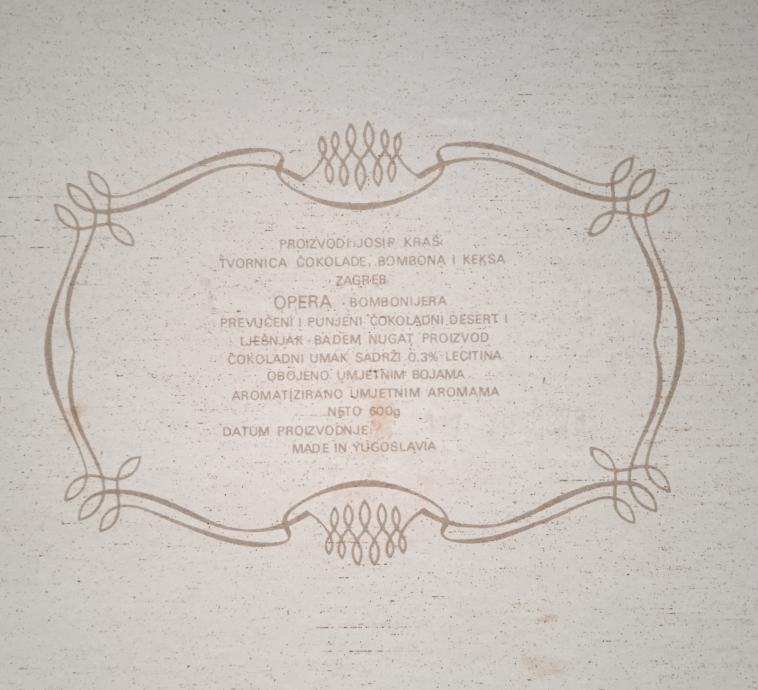 PROIZVODI: JOSIP KRAŠ
TVORNICA ČOKOLADE, BOMBONA I KEKSA
ZAGREB
OPERA - BOMBONIJERA
PREVUČENI I PUNJENI ČOKOLADNI DESERT I
LJEŠNJAK - BADEM NUGAT PROIZVOD
ČOKOLADNI UMAK SADRŽI 0.3% LECITINA
OBOJENO UMJETNIM BOJAMA
AROMATIZIRANO UMJETNIM AROMAMA
NETO 600g
DATUM PROIZVODNJE:
MADE IN YUGOSLAVIA